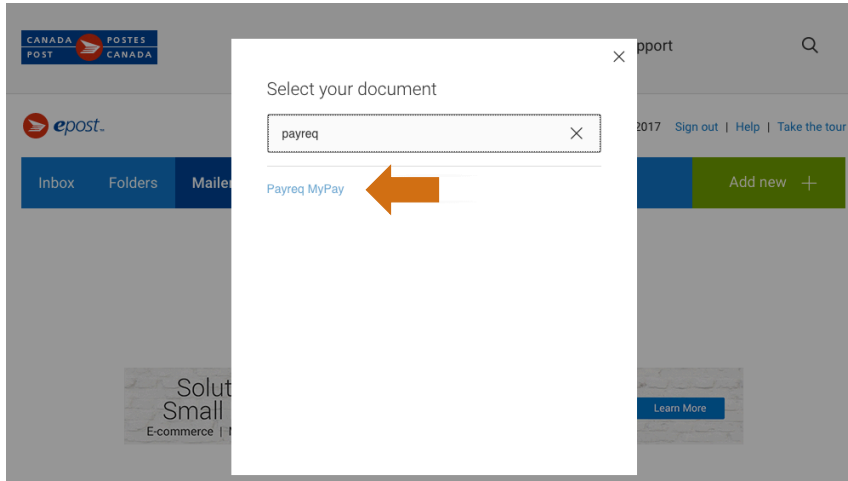 CANADA POST
POSTES CANADA
pport
epost
2017 Sign out | Help | Take the tour
Inbox Folders Mailer Add new
Select your document
payreq
Payreq MyPay
Solut
Small
E-commerce |
Learn More